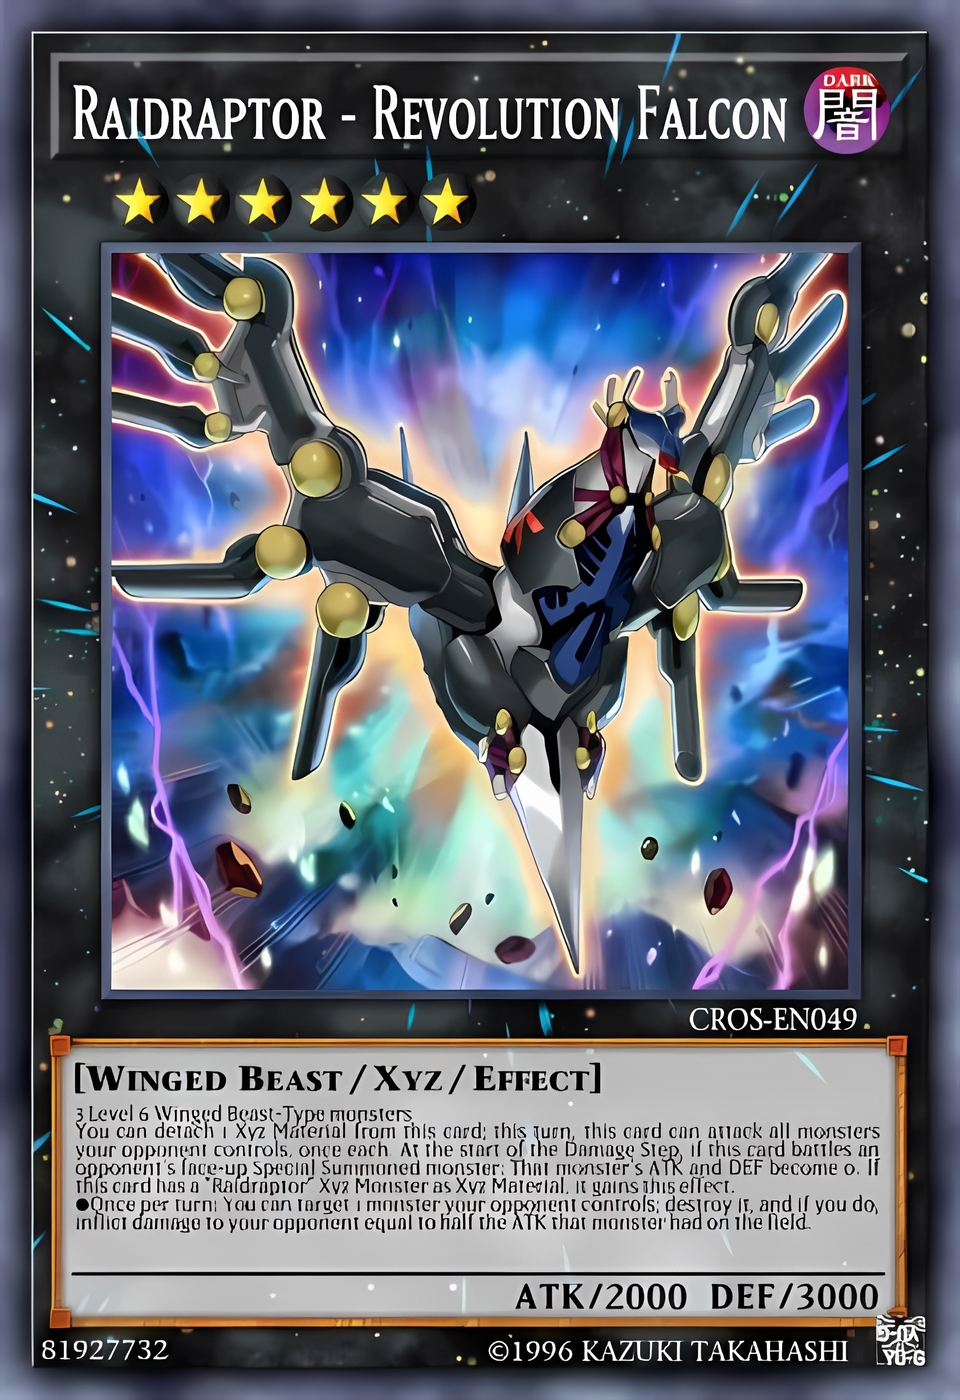 RAIDRAPTOR - REVOLUTION FALCON
DARK
闇
CROS-EN049
[WINGED BEAST / XYZ / EFFECT]
3 Level 6 Winged Beast-Type monsters
You can detach 1 Xyz Material from this card; this turn, this card can attack all monsters
your opponent controls, once each. At the start of the Damage Step, if this card battles an
opponent's face-up Special Summoned monster: That monster's ATK and DEF become 0. If
this card has a "Raidraptor" Xyz Monster as Xyz Material, it gains this effect.
●Once per turn: You can target 1 monster your opponent controls; destroy it, and if you do,
inflict damage to your opponent equal to half the ATK that monster had on the field.
ATK/2000 DEF/3000
81927732
©1996 KAZUKI TAKAHASHI